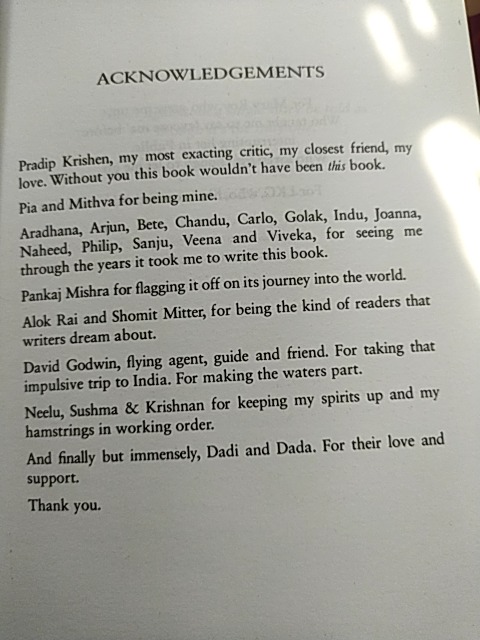 ACKNOWLEDGEMENTS
Pradip Krishen, my most exacting critic, my closest friend, my
love. Without you this book wouldn't have been this book.
Pia and Mithva for being mine.
Aradhana, Arjun, Bete, Chandu, Carlo, Golak, Indu, Joanna,
Naheed, Philip, Sanju, Veena and Viveka, for seeing me
through the years it took me to write this book.
Pankaj Mishra for flagging it off on its journey into the world.
Alok Rai and Shomit Mitter, for being the kind of readers that
writers dream about.
David Godwin, flying agent, guide and friend. For taking that
impulsive trip to India. For making the waters part.
Neelu, Sushma & Krishnan for keeping my spirits up and my
hamstrings in working order.
And finally but immensely, Dadi and Dada. For their love and
support.
Thank you.